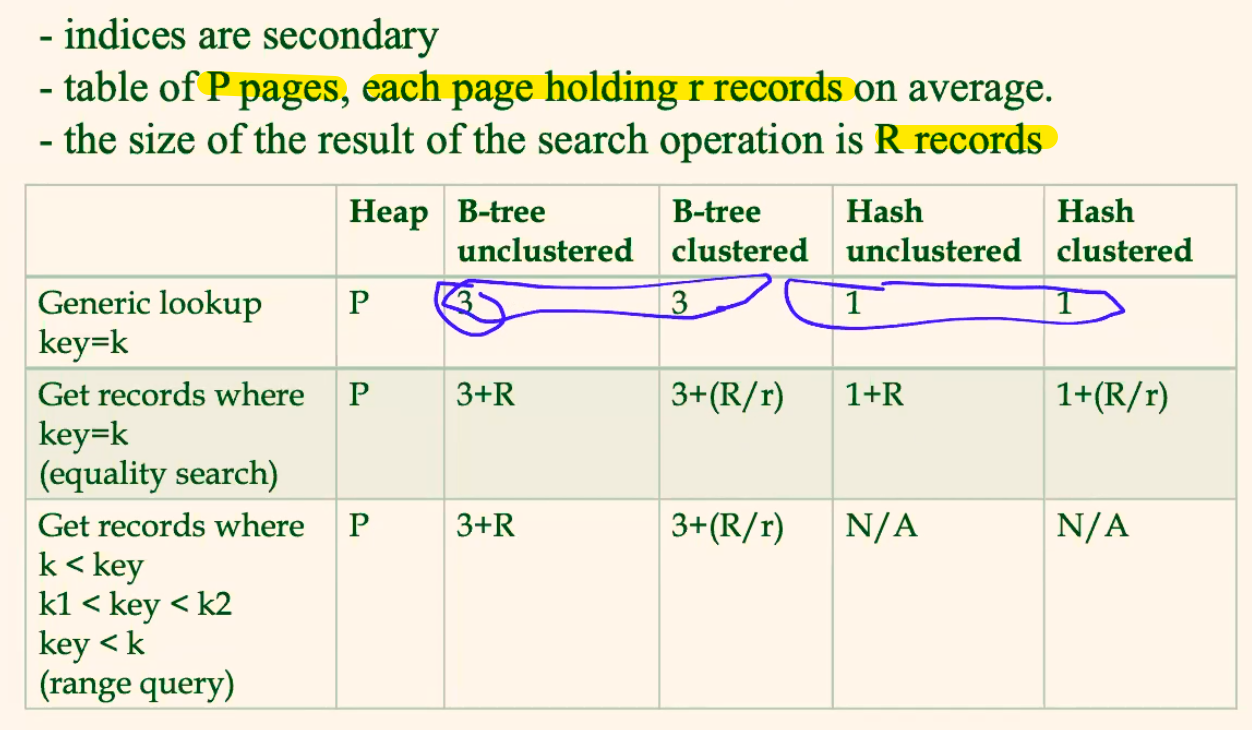 - indices are secondary
- table of P pages, each page holding r records on average.
- the size of the result of the search operation is R records
Heap B-tree unclustered B-tree clustered Hash unclustered Hash clustered
Generic lookup key=k P 3 3 1 1
Get records where key=k (equality search) P 3+R 3+(R/r) 1+R 1+(R/r)
Get records where k < key k1 < key < k2 key < k (range query) P 3+R 3+(R/r) N/A N/A